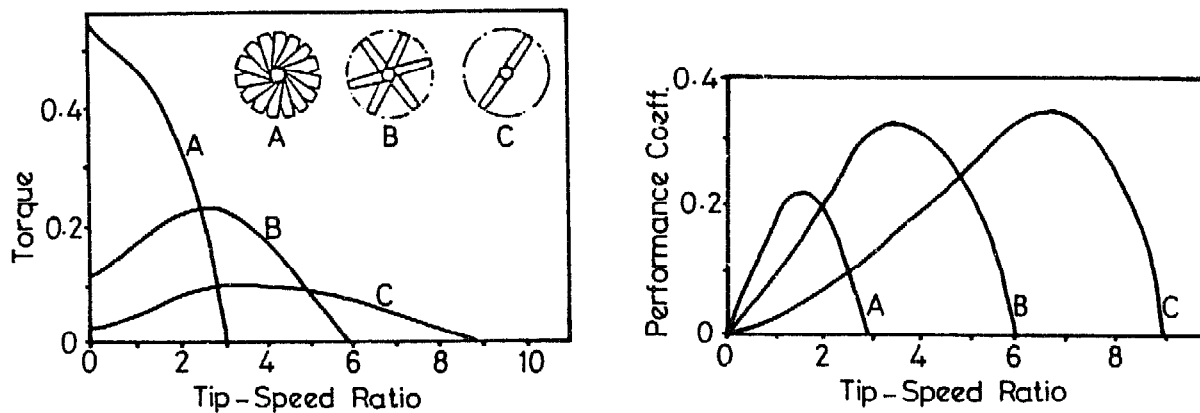 Torque
0.4
0.2
0
0 2 4 6 8 10
Tip-Speed Ratio
A B C
A
B
C
Performance Coeff.
0.4
0.2
0
0 2 4 6 8
Tip-Speed Ratio
A B C